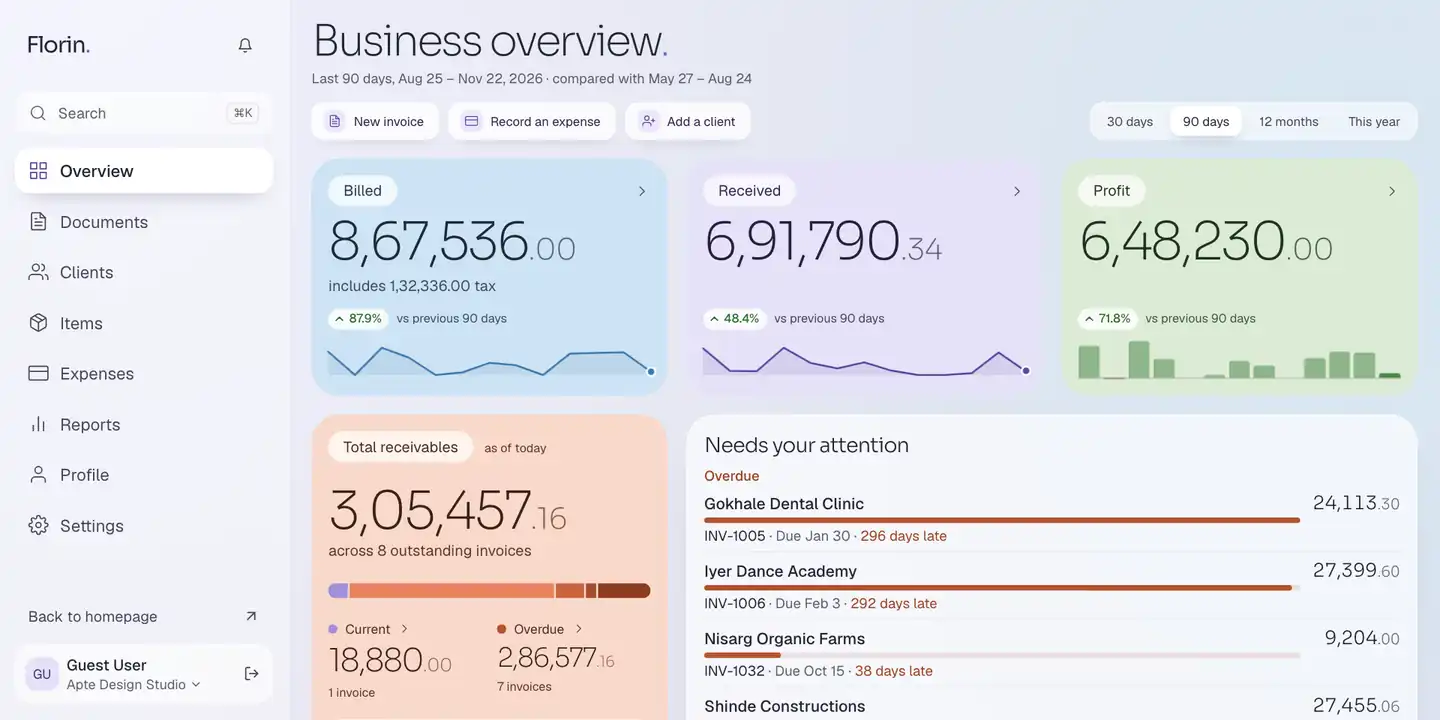 Florin.
Search ⌘K
Overview
Documents
Clients
Items
Expenses
Reports
Profile
Settings
Back to homepage
GU
Guest User
Apte Design Studio
Business overview.
Last 90 days, Aug 25 – Nov 22, 2026 · compared with May 27 – Aug 24
New invoice
Record an expense
Add a client
30 days
90 days
12 months
This year
Billed
8,67,536.00
includes 1,32,336.00 tax
87.9% vs previous 90 days
Received
6,91,790.34
48.4% vs previous 90 days
Profit
6,48,230.00
71.8% vs previous 90 days
Total receivables as of today
3,05,457.16
across 8 outstanding invoices
Current
18,880.00
1 invoice
Overdue
2,86,577.16
7 invoices
Needs your attention
Overdue
Gokhale Dental Clinic 24,113.30
INV-1005 · Due Jan 30 · 296 days late
Iyer Dance Academy 27,399.60
INV-1006 · Due Feb 3 · 292 days late
Nisarg Organic Farms 9,204.00
INV-1032 · Due Oct 15 · 38 days late
Shinde Constructions 27,455.06